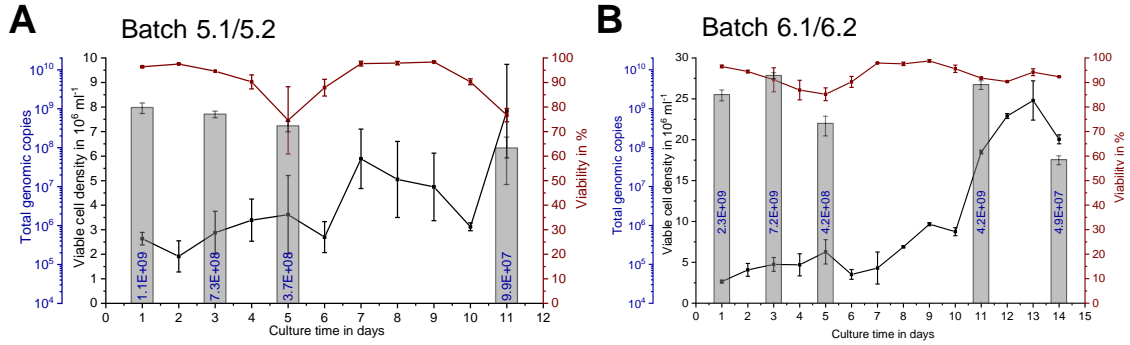 A
Batch 5.1/5.2
Total genomic copies
10^10
10^9
10^8
10^7
10^6
10^5
10^4
Viable cell density in 10^6 ml^-1
10
9
8
7
6
5
4
3
2
1
0
1.1E+09
7.3E+08
3.7E+08
9.9E+07
100
90
80
70
60
50
40
30
20
10
0
Viability in %
0 1 2 3 4 5 6 7 8 9 10 11 12
Culture time in days
B
Batch 6.1/6.2
Total genomic copies
10^10
10^9
10^8
10^7
10^6
10^5
10^4
Viable cell density in 10^6 ml^-1
30
25
20
15
10
5
0
2.3E+09
7.2E+09
4.2E+08
4.2E+09
4.9E+07
100
90
80
70
60
50
40
30
20
10
0
Viability in %
0 1 2 3 4 5 6 7 8 9 10 11 12 13 14 15
Culture time in days